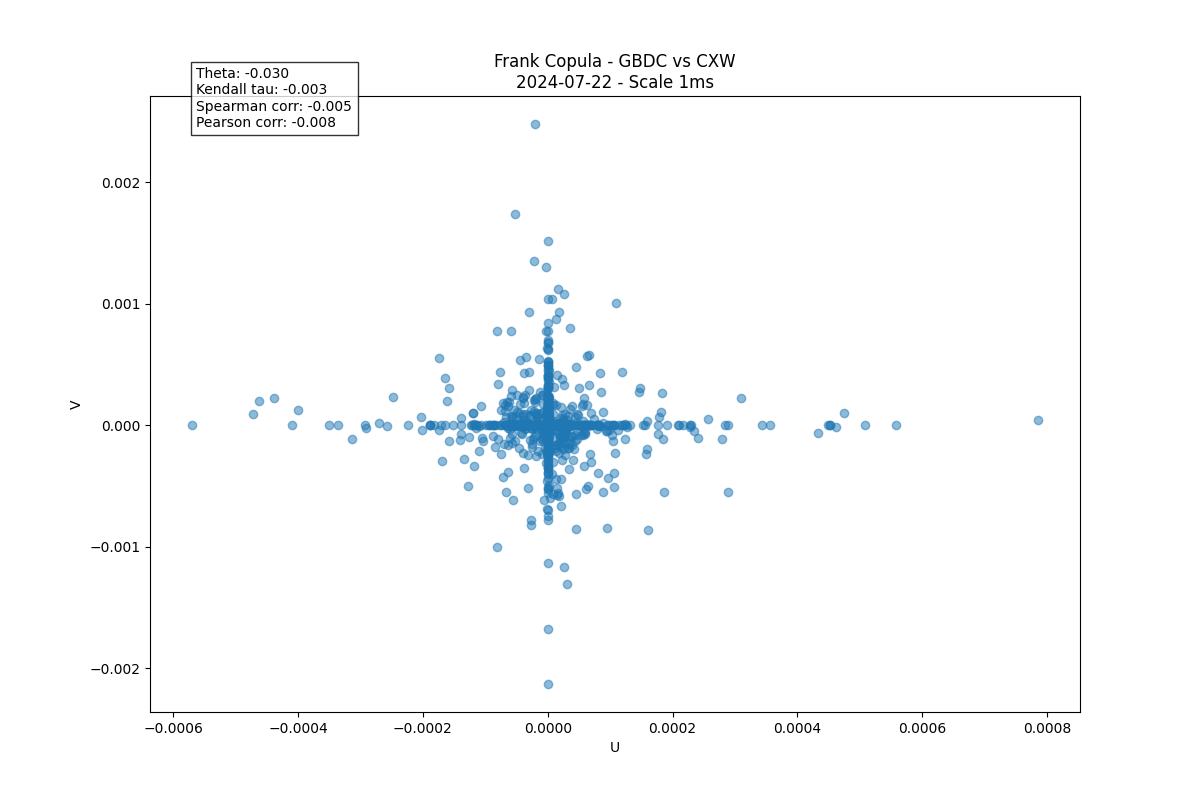 Frank Copula - GBDC vs CXW
2024-07-22 - Scale 1ms
Theta: -0.030
Kendall tau: -0.003
Spearman corr: -0.005
Pearson corr: -0.008
0.002
0.001
0.000
−0.001
−0.002
V
−0.0006
−0.0004
−0.0002
0.0000
0.0002
0.0004
0.0006
0.0008
U